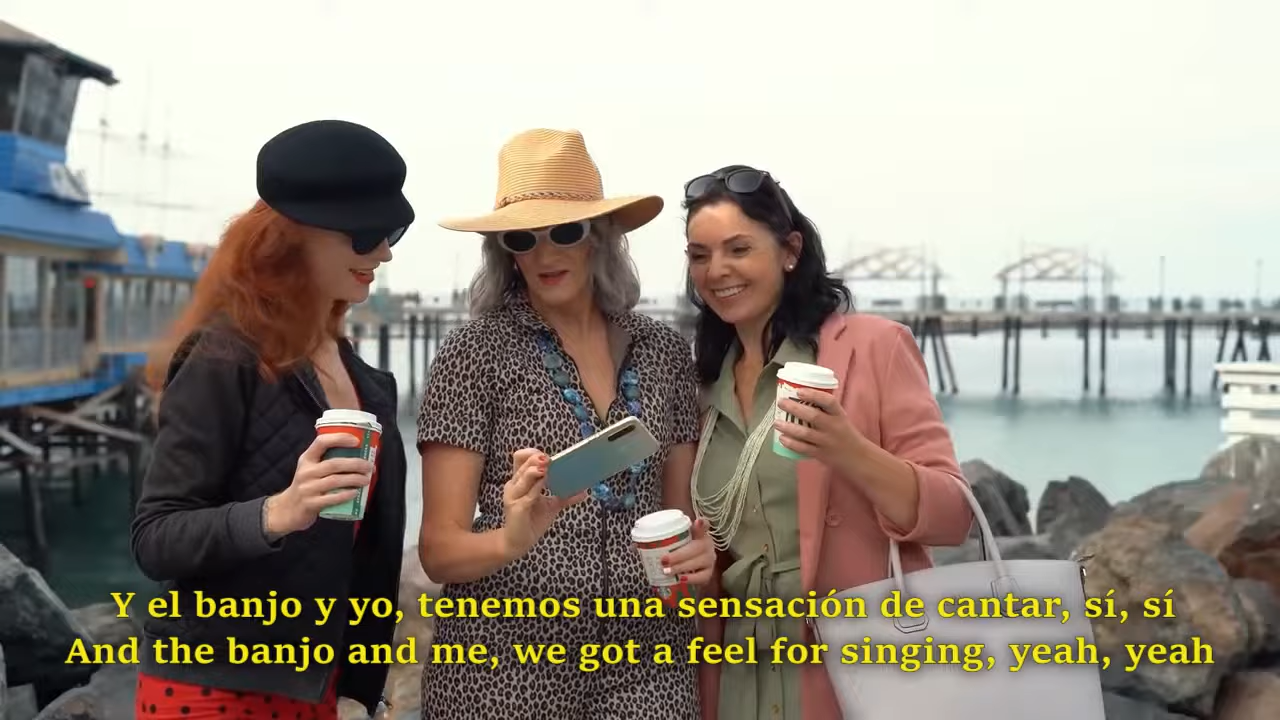 Y el banjo y yo, tenemos una sensación de cantar, sí, sí
And the banjo and me, we got a feel for singing, yeah, yeah